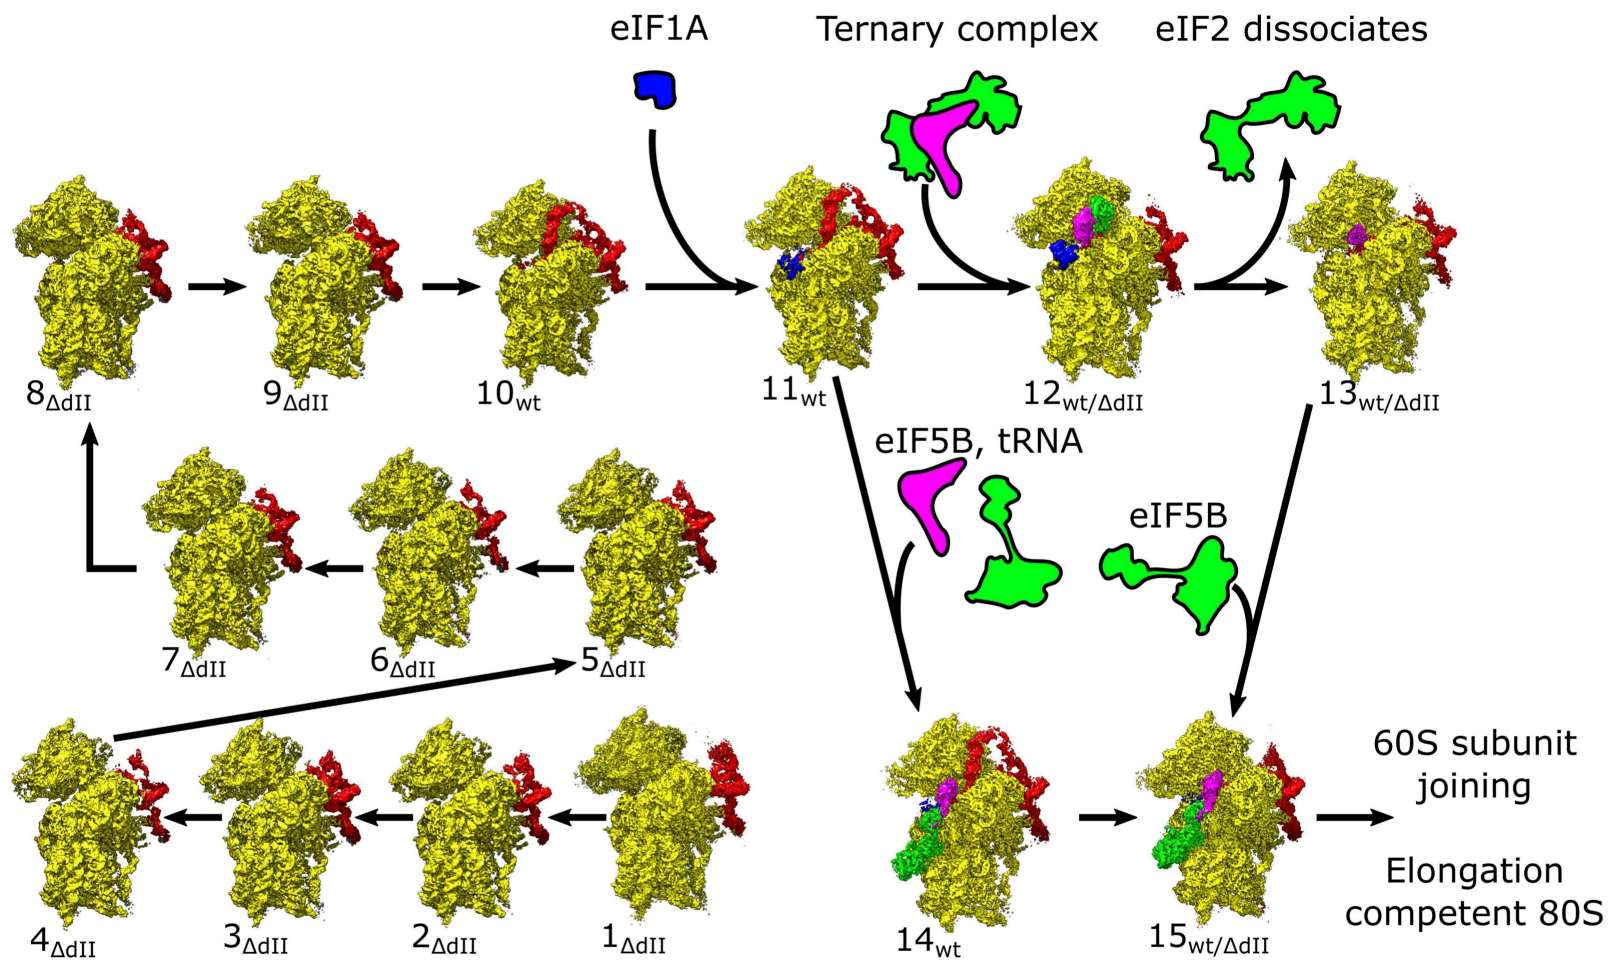 eIF1A
Ternary complex
eIF2 dissociates
8ΔdII
9ΔdII
10wt
11wt
12wt/ΔdII
13wt/ΔdII
eIF5B, tRNA
eIF5B
7ΔdII
6ΔdII
5ΔdII
4ΔdII
3ΔdII
2ΔdII
1ΔdII
14wt
15wt/ΔdII
60S subunit
joining
Elongation
competent 80S